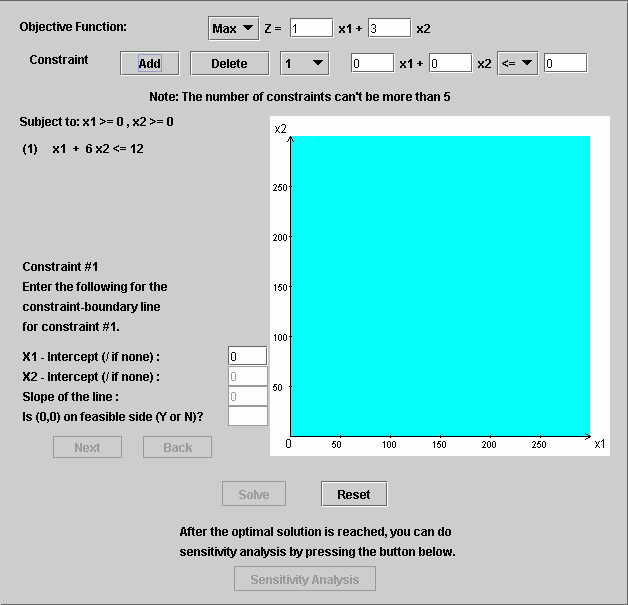 Objective Function: Max Z = 1 x1 + 3 x2
Constraint Add Delete 1 0 x1 + 0 x2 <= 0
Note: The number of constraints can't be more than 5
Subject to: x1 >= 0 , x2 >= 0
(1) x1 + 6 x2 <= 12
x2
250
200
150
100
50
0 50 100 150 200 250 x1
Constraint #1
Enter the following for the
constraint-boundary line
for constraint #1.
X1 - Intercept (/ if none) : 0
X2 - Intercept (/ if none) : 0
Slope of the line : 0
Is (0,0) on feasible side (Y or N)?
Next Back
Solve Reset
After the optimal solution is reached, you can do
sensitivity analysis by pressing the button below.
Sensitivity Analysis